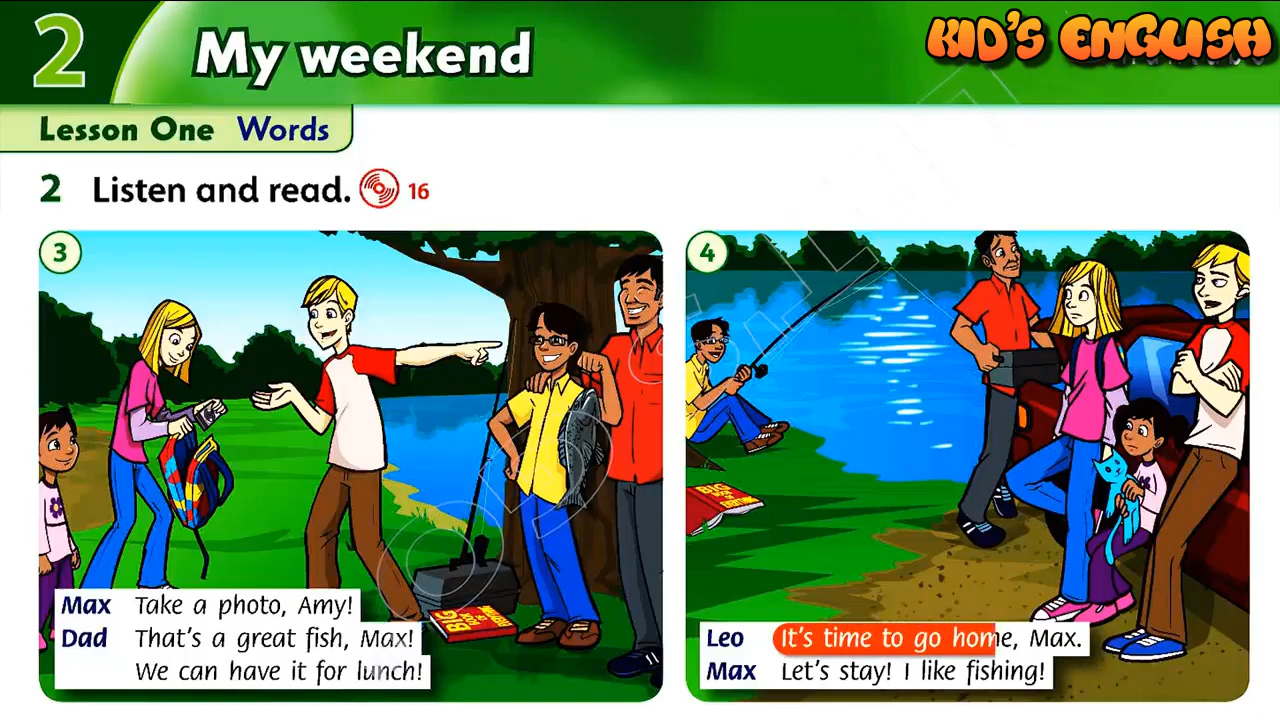 2
My weekend
KID'S ENGLISH
Lesson One Words
2 Listen and read. 16
3
4
BIG
Max Take a photo, Amy!
Dad That's a great fish, Max!
We can have it for lunch!
BIG
Leo It's time to go home, Max.
Max Let's stay! I like fishing!